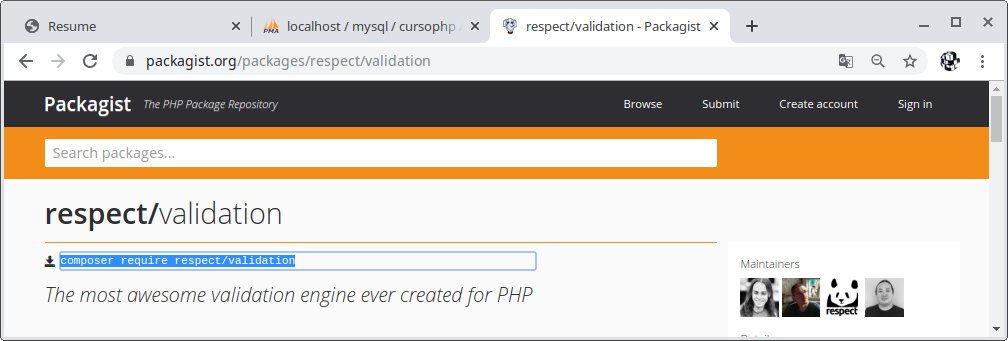 Resume
PMA localhost / mysql / cursophp /
respect/validation - Packagist
packagist.org/packages/respect/validation
Packagist The PHP Package Repository Browse Submit Create account Sign in
Search packages...
respect/validation
composer require respect/validation
The most awesome validation engine ever created for PHP
Maintainers
respect